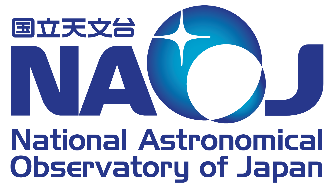 国立天文台
NAOJ
National Astronomical
Observatory of Japan